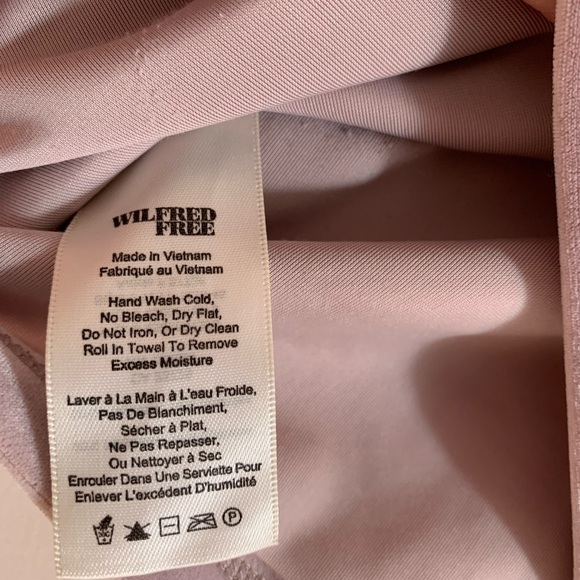 WILFRED
FREE
Made in Vietnam
Fabriqué au Vietnam
Hand Wash Cold,
No Bleach, Dry Flat,
Do Not Iron, Or Dry Clean
Roll In Towel To Remove
Excess Moisture
Laver à La Main à L'eau Froide,
Pas De Blanchiment,
Sécher à Plat,
Ne Pas Repasser,
Ou Nettoyer à Sec
Enrouler Dans Une Serviette Pour
Enlever L'excédent D'humidité